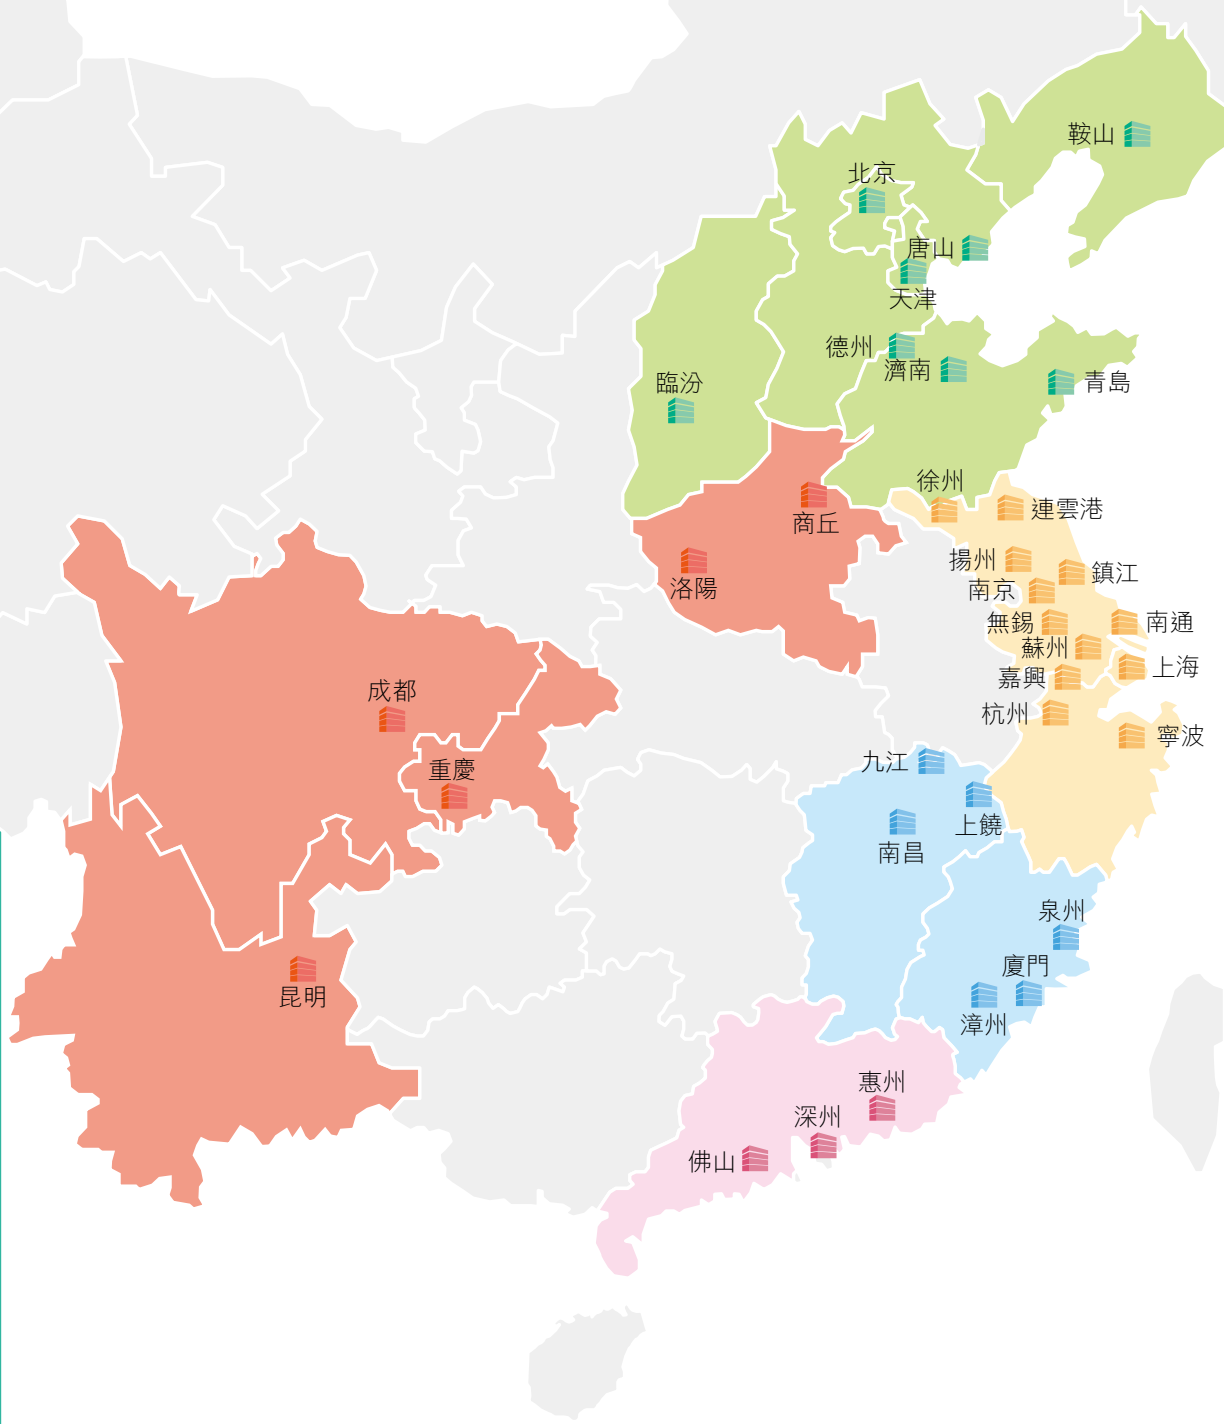 鞍山
北京
唐山
天津
德州
濟南
臨汾
青島
徐州
連雲港
商丘
揚州
鎮江
洛陽
南京
無錫
南通
蘇州
上海
嘉興
成都
杭州
寧波
九江
重慶
上饒
南昌
泉州
廈門
昆明
漳州
惠州
深州
佛山